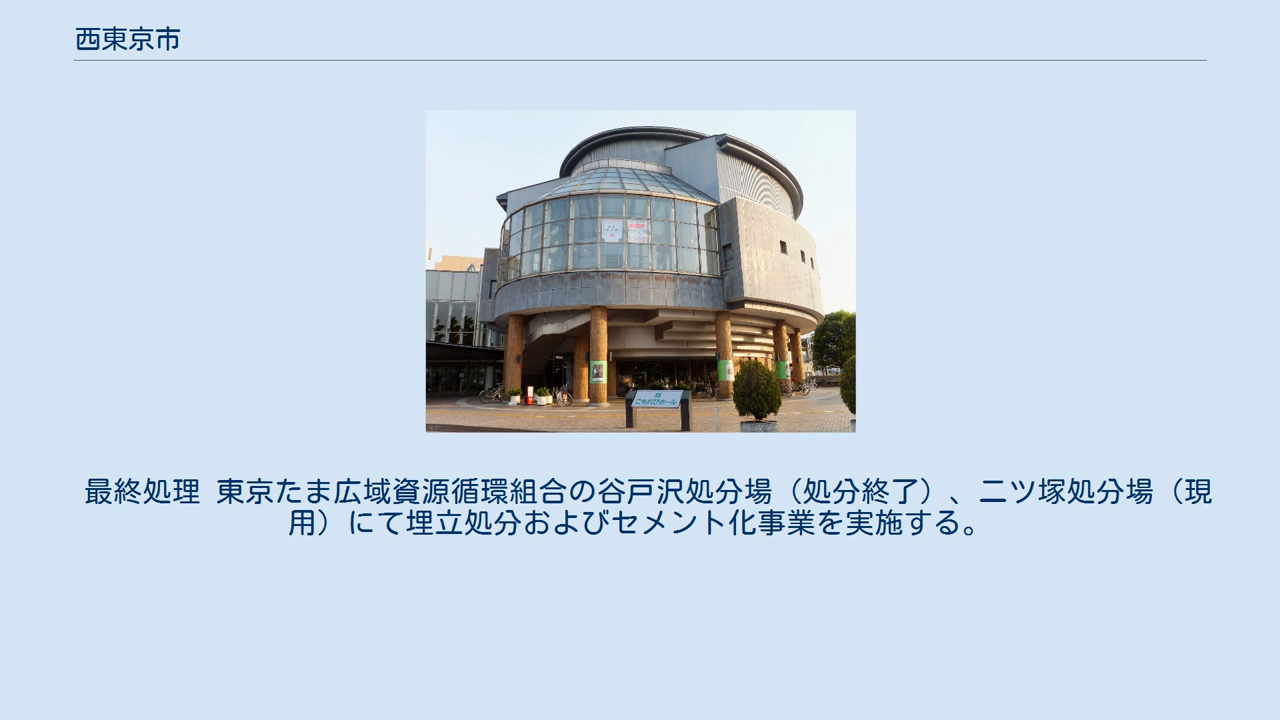 西東京市
こもれびホール
最終処理 東京たま広域資源循環組合の谷戸沢処分場（処分終了）、二ツ塚処分場（現
用）にて埋立処分およびセメント化事業を実施する。